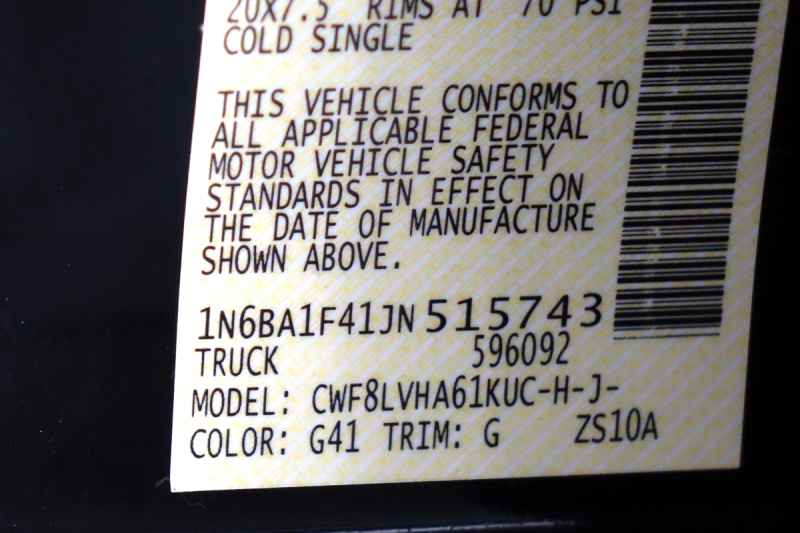 20X7.5 RIMS AT 70 PSI
COLD SINGLE
THIS VEHICLE CONFORMS TO
ALL APPLICABLE FEDERAL
MOTOR VEHICLE SAFETY
STANDARDS IN EFFECT ON
THE DATE OF MANUFACTURE
SHOWN ABOVE.
1N6BA1F41JN515743
TRUCK 596092
MODEL: CWF8LVHA61KUC-H-J-
COLOR: G41 TRIM: G ZS10A